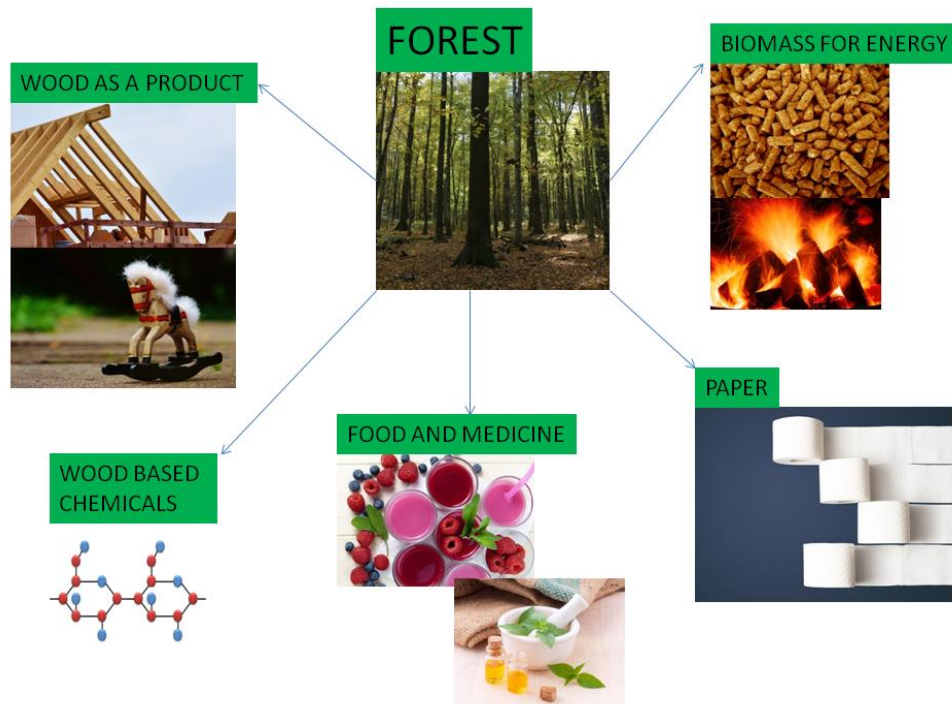 FOREST
BIOMASS FOR ENERGY
WOOD AS A PRODUCT
PAPER
FOOD AND MEDICINE
WOOD BASED
CHEMICALS